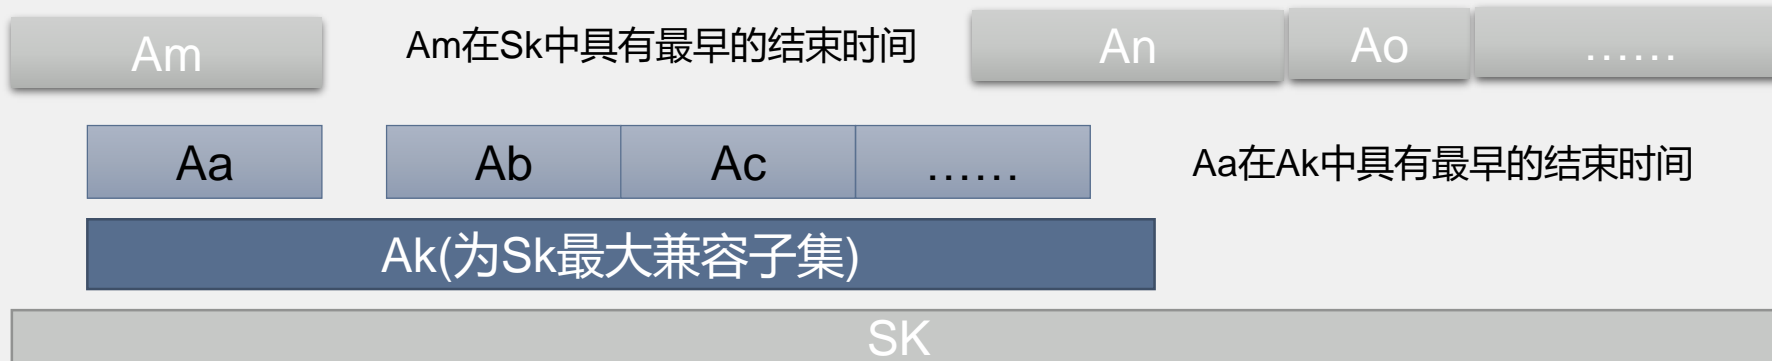 Am
Am在Sk中具有最早的结束时间
An
Ao
……
Aa
Ab
Ac
……
Aa在Ak中具有最早的结束时间
Ak(为Sk最大兼容子集)
SK